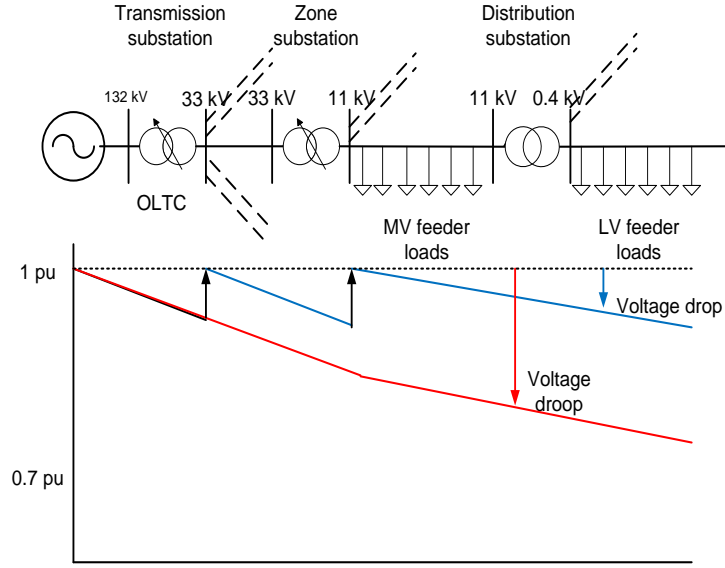 Transmission
substation
Zone
substation
Distribution
substation
132 kV
33 kV
33 kV
11 kV
11 kV
0.4 kV
OLTC
MV feeder
loads
LV feeder
loads
1 pu
Voltage drop
Voltage
droop
0.7 pu